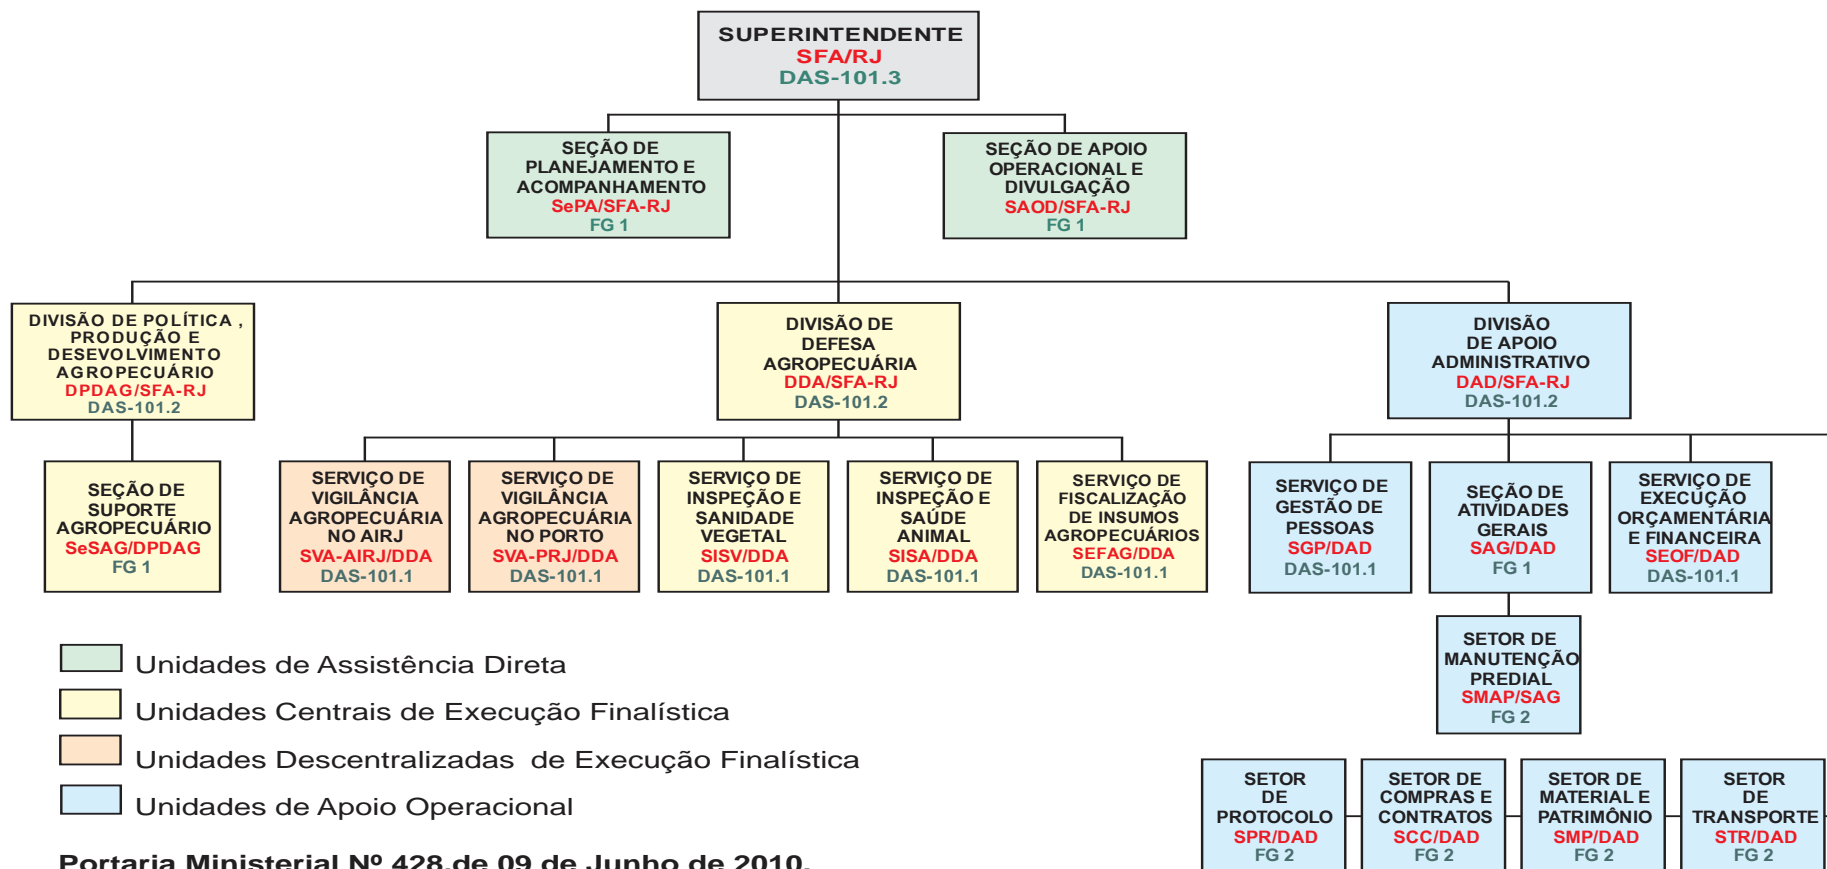 SUPERINTENDENTE
SFA/RJ
DAS-101.3
SEÇÃO DE
PLANEJAMENTO E
ACOMPANHAMENTO
SePA/SFA-RJ
FG 1
SEÇÃO DE APOIO
OPERACIONAL E
DIVULGAÇÃO
SAOD/SFA-RJ
FG 1
DIVISÃO DE POLÍTICA ,
PRODUÇÃO E
DESEVOLVIMENTO
AGROPECUÁRIO
DPDAG/SFA-RJ
DAS-101.2
DIVISÃO DE
DEFESA
AGROPECUÁRIA
DDA/SFA-RJ
DAS-101.2
DIVISÃO
DE APOIO
ADMINISTRATIVO
DAD/SFA-RJ
DAS-101.2
SEÇÃO DE
SUPORTE
AGROPECUÁRIO
SeSAG/DPDAG
FG 1
SERVIÇO DE
VIGILÂNCIA
AGROPECUÁRIA
NO AIRJ
SVA-AIRJ/DDA
DAS-101.1
SERVIÇO DE
VIGILÂNCIA
AGROPECUÁRIA
NO PORTO
SVA-PRJ/DDA
DAS-101.1
SERVIÇO DE
INSPEÇÃO E
SANIDADE
VEGETAL
SISV/DDA
DAS-101.1
SERVIÇO DE
INSPEÇÃO E
SAÚDE
ANIMAL
SISA/DDA
DAS-101.1
SERVIÇO DE
FISCALIZAÇÃO
DE INSUMOS
AGROPECUÁRIOS
SEFAG/DDA
DAS-101.1
SERVIÇO DE
GESTÃO DE
PESSOAS
SGP/DAD
DAS-101.1
SEÇÃO DE
ATIVIDADES
GERAIS
SAG/DAD
FG 1
SERVIÇO DE
EXECUÇÃO
ORÇAMENTÁRIA
E FINANCEIRA
SEOF/DAD
DAS-101.1
SETOR DE
MANUTENÇÃO
PREDIAL
SMAP/SAG
FG 2
SETOR
DE
PROTOCOLO
SPR/DAD
FG 2
SETOR DE
COMPRAS E
CONTRATOS
SCC/DAD
FG 2
SETOR DE
MATERIAL E
PATRIMÔNIO
SMP/DAD
FG 2
SETOR
DE
TRANSPORTE
STR/DAD
FG 2
Unidades de Assistência Direta
Unidades Centrais de Execução Finalística
Unidades Descentralizadas de Execução Finalística
Unidades de Apoio Operacional
Portaria Ministerial Nº 428,de 09 de Junho de 2010.